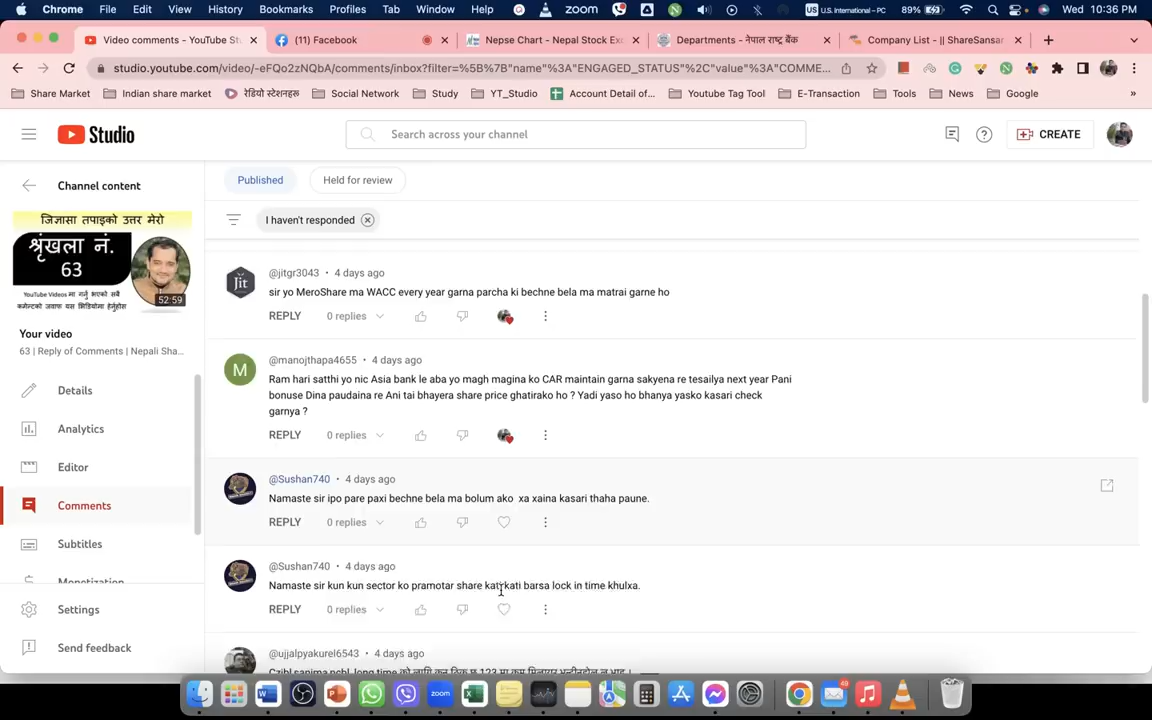 Chrome File Edit View History Bookmarks Profiles Tab Window Help zoom U.S. International – PC 89% Wed 10:36 PM
Video comments - YouTube St (11) Facebook Nepse Chart - Nepal Stock Exc Departments - नेपाल राष्ट्र बैंक Company List - || ShareSansar
studio.youtube.com/video/-eFQo2zNQbA/comments/inbox?filter=%5B%7B"name"%3A"ENGAGED_STATUS"%2C"value"%3A"COMME...
Share Market Indian share market रेडियो स्टेशनहरू Social Network Study YT_Studio Account Detail of... Youtube Tag Tool E-Transaction Tools News Google »
Studio
Search across your channel
CREATE
Channel content
जिज्ञासा तपाइको उत्तर मेरो
श्रृंखला नं.
63
YouTube Videos मा गर्नु भएको सबै
52:59
Your video
63 | Reply of Comments | Nepali Sha...
Details
Analytics
Editor
Comments
Subtitles
Monetization
Settings
Send feedback
Published Held for review
I haven't responded
Jit
@jitgr3043 • 4 days ago
sir yo MeroShare ma WACC every year garna parcha ki bechne bela ma matrai garne ho
REPLY 0 replies
M
@manojthapa4655 • 4 days ago
Ram hari satthi yo nic Asia bank le aba yo magh magina ko CAR maintain garna sakyena re tesailya next year Pani
bonuse Dina paudaina re Ani tai bhayera share price ghatirako ho ? Yadi yaso ho bhanya yasko kasari check
garnya ?
REPLY 0 replies
@Sushan740 • 4 days ago
Namaste sir ipo pare paxi bechne bela ma bolum ako xa xaina kasari thaha paune.
REPLY 0 replies
@Sushan740 • 4 days ago
Namaste sir kun kun sector ko pramotar share kati kati barsa lock in time khulxa.
REPLY 0 replies
@ujjalpyakurel6543 • 4 days ago
49